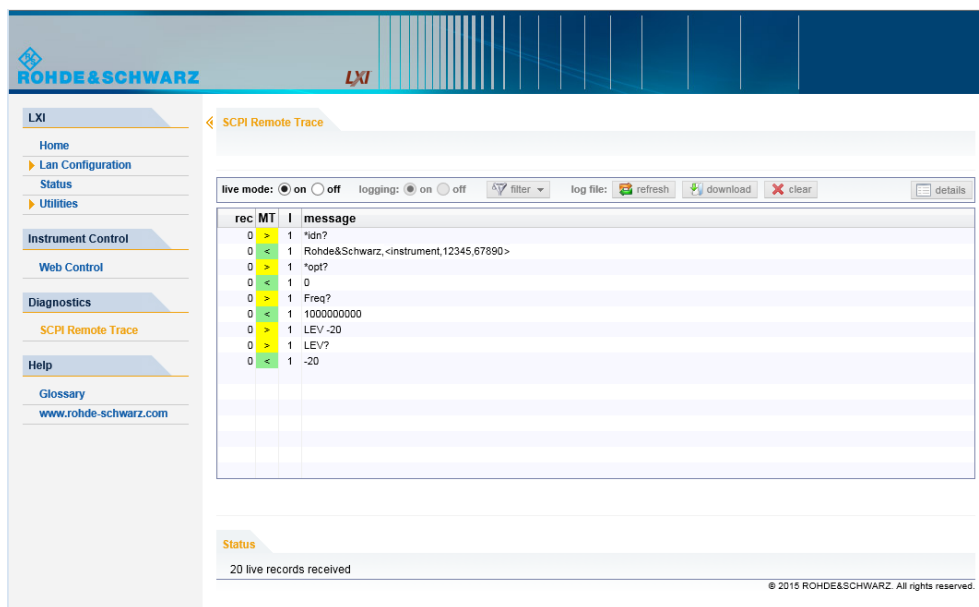 ROHDE&SCHWARZ
LXI
LXI
Home
Lan Configuration
Status
Utilities
Instrument Control
Web Control
Diagnostics
SCPI Remote Trace
Help
Glossary
www.rohde-schwarz.com
SCPI Remote Trace
live mode: on off logging: on off filter log file: refresh download clear details
rec MT I message
0 > 1 *idn?
0 < 1 Rohde&Schwarz,<instrument,12345,67890>
0 > 1 *opt?
0 < 1 0
0 > 1 Freq?
0 < 1 1000000000
0 > 1 LEV -20
0 > 1 LEV?
0 < 1 -20
Status
20 live records received
© 2015 ROHDE&SCHWARZ. All rights reserved.